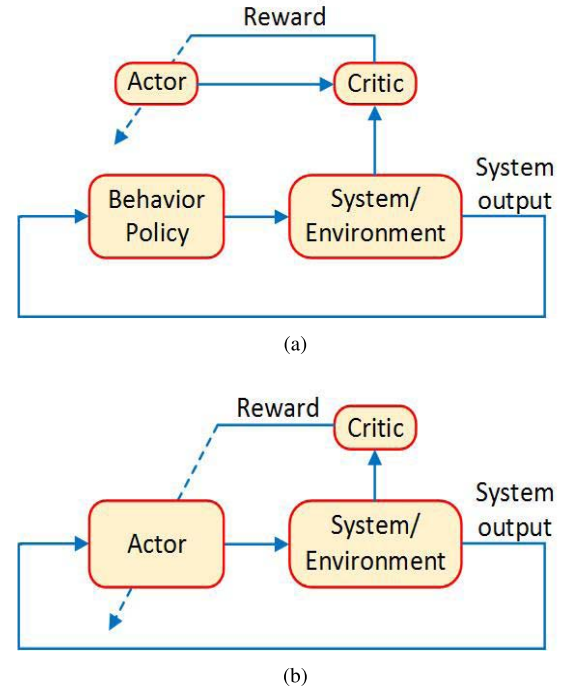 Reward
Actor
Critic
Behavior
Policy
System/
Environment
System
output
(a)
Reward
Critic
Actor
System/
Environment
System
output
(b)